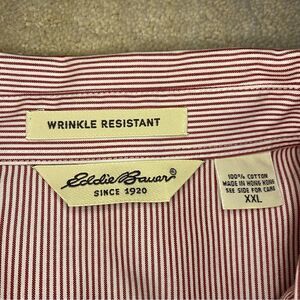 WRINKLE RESISTANT
Eddie Bauer®
SINCE 1920
100% COTTON
MADE IN HONG KONG
SEE SIDE FOR CARE
XXL